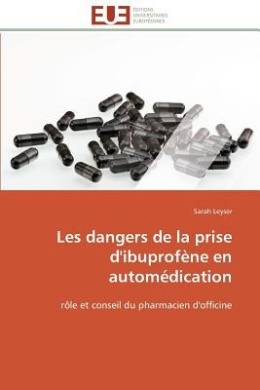 EUE
ÉDITIONS
UNIVERSITAIRES
EUROPÉENNES
Sarah Leyser
Les dangers de la prise
d'ibuprofène en
automédication
rôle et conseil du pharmacien d'officine